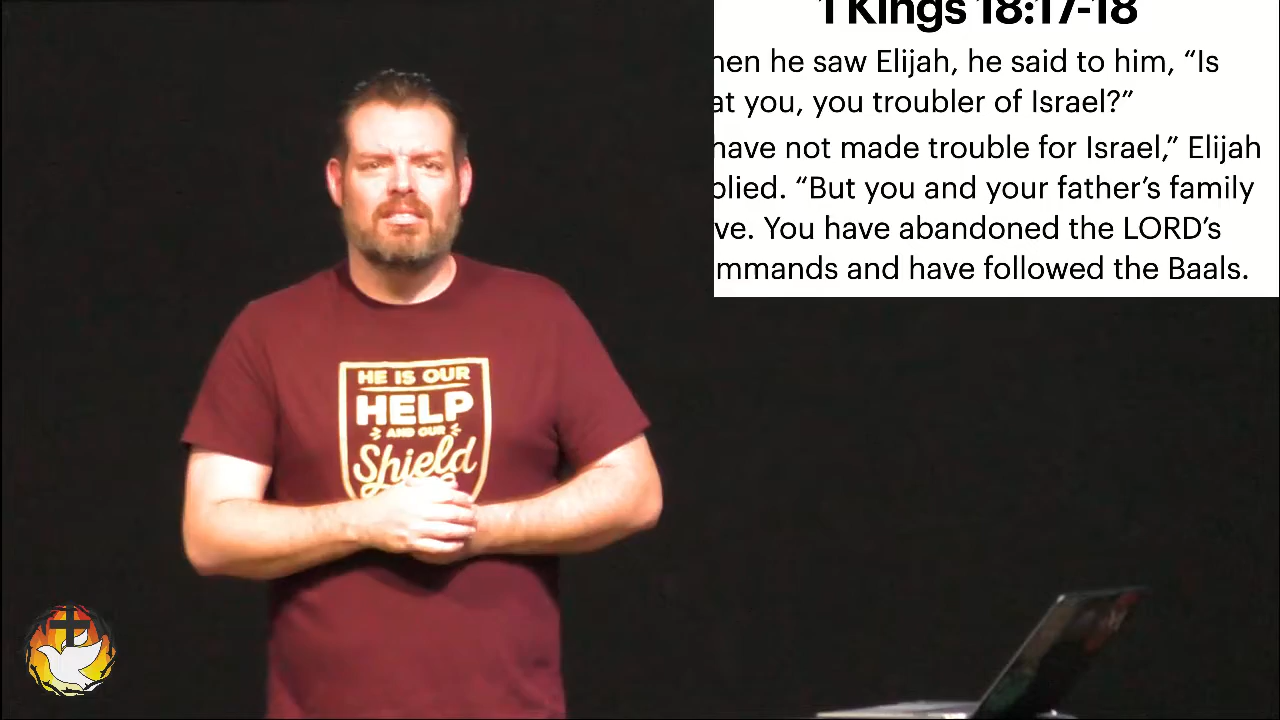 1 Kings 18:17-18
hen he saw Elijah, he said to him, “Is
at you, you troubler of Israel?”
have not made trouble for Israel,” Elijah
plied. “But you and your father’s family
ve. You have abandoned the LORD’s
mmands and have followed the Baals.
HE IS OUR
HELP
AND OUR
Shield